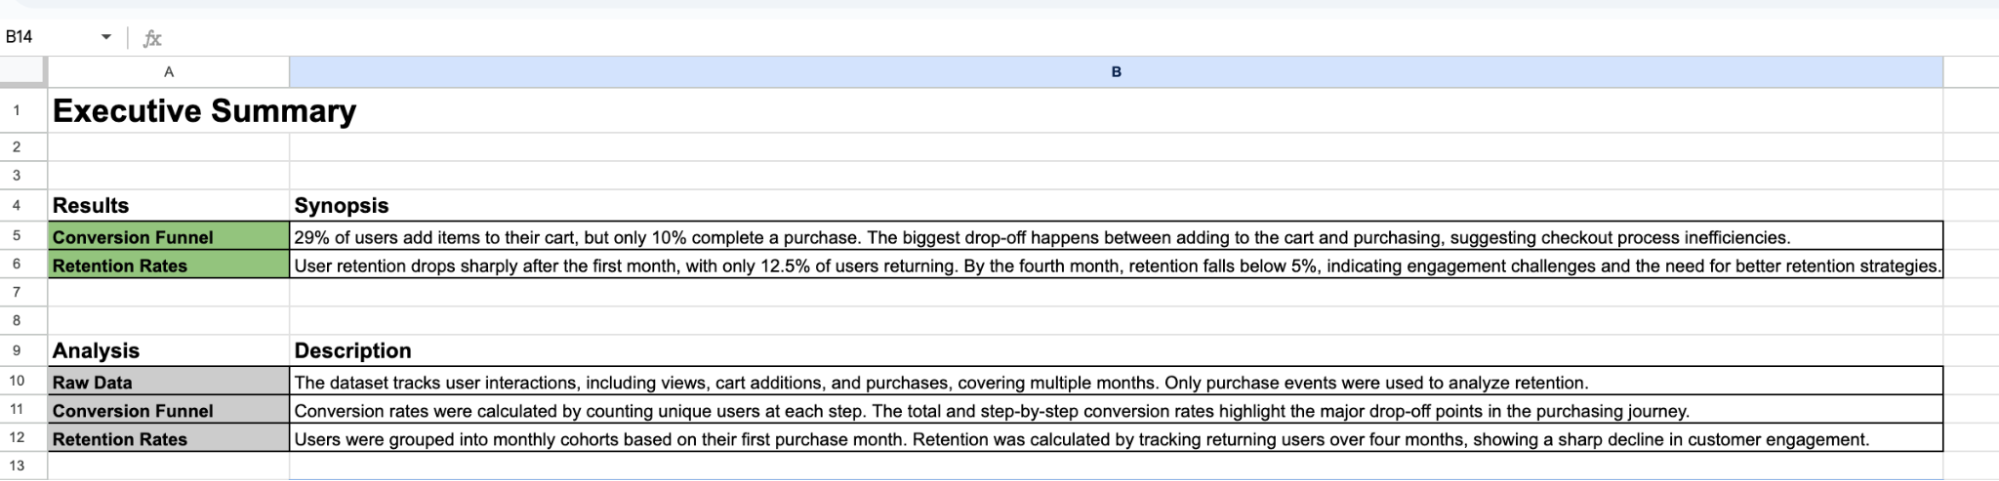 B14 fx
A B
1 Executive Summary
2
3
4 Results Synopsis
5 Conversion Funnel 29% of users add items to their cart, but only 10% complete a purchase. The biggest drop-off happens between adding to the cart and purchasing, suggesting checkout process inefficiencies.
6 Retention Rates User retention drops sharply after the first month, with only 12.5% of users returning. By the fourth month, retention falls below 5%, indicating engagement challenges and the need for better retention strategies.
7
8
9 Analysis Description
10 Raw Data The dataset tracks user interactions, including views, cart additions, and purchases, covering multiple months. Only purchase events were used to analyze retention.
11 Conversion Funnel Conversion rates were calculated by counting unique users at each step. The total and step-by-step conversion rates highlight the major drop-off points in the purchasing journey.
12 Retention Rates Users were grouped into monthly cohorts based on their first purchase month. Retention was calculated by tracking returning users over four months, showing a sharp decline in customer engagement.
13